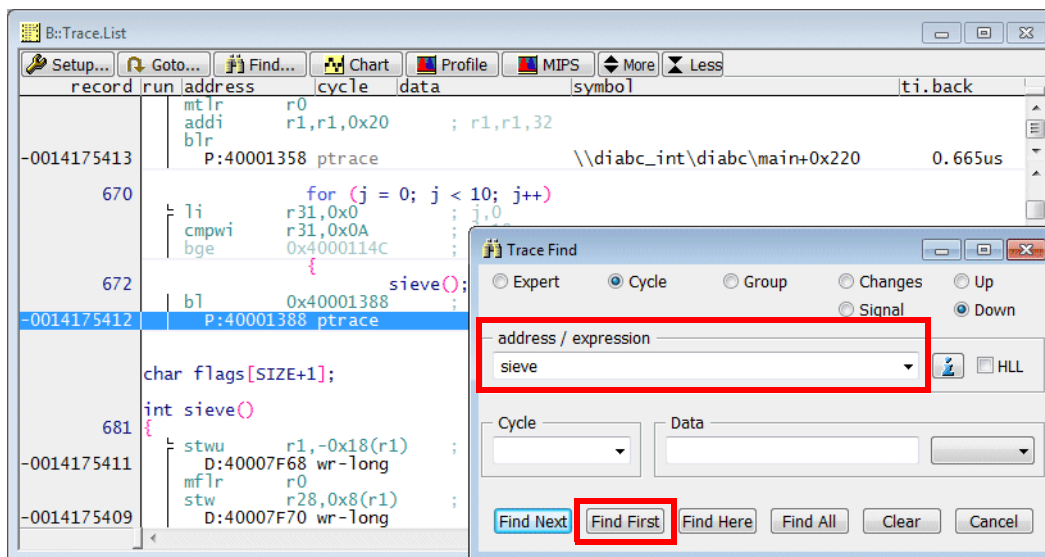 B::Trace.List
Setup... Goto... Find... Chart Profile MIPS More Less
record run address cycle data symbol ti.back
mtlr r0
addi r1,r1,0x20 ; r1,r1,32
blr
-0014175413 P:40001358 ptrace \\diabc_int\diabc\main+0x220 0.665us
670 for (j = 0; j < 10; j++)
li r31,0x0 ; j,0
cmpwi r31,0x0A ;
bge 0x4000114C ;
{
672 sieve();
bl 0x40001388 ;
-0014175412 P:40001388 ptrace
char flags[SIZE+1];
int sieve()
681 {
stwu r1,-0x18(r1) ;
-0014175411 D:40007F68 wr-long
mflr r0
stw r28,0x8(r1) ;
-0014175409 D:40007F70 wr-long
Trace Find
Expert Cycle Group Changes Up
Signal Down
address / expression
sieve
i HLL
Cycle Data
Find Next Find First Find Here Find All Clear Cancel